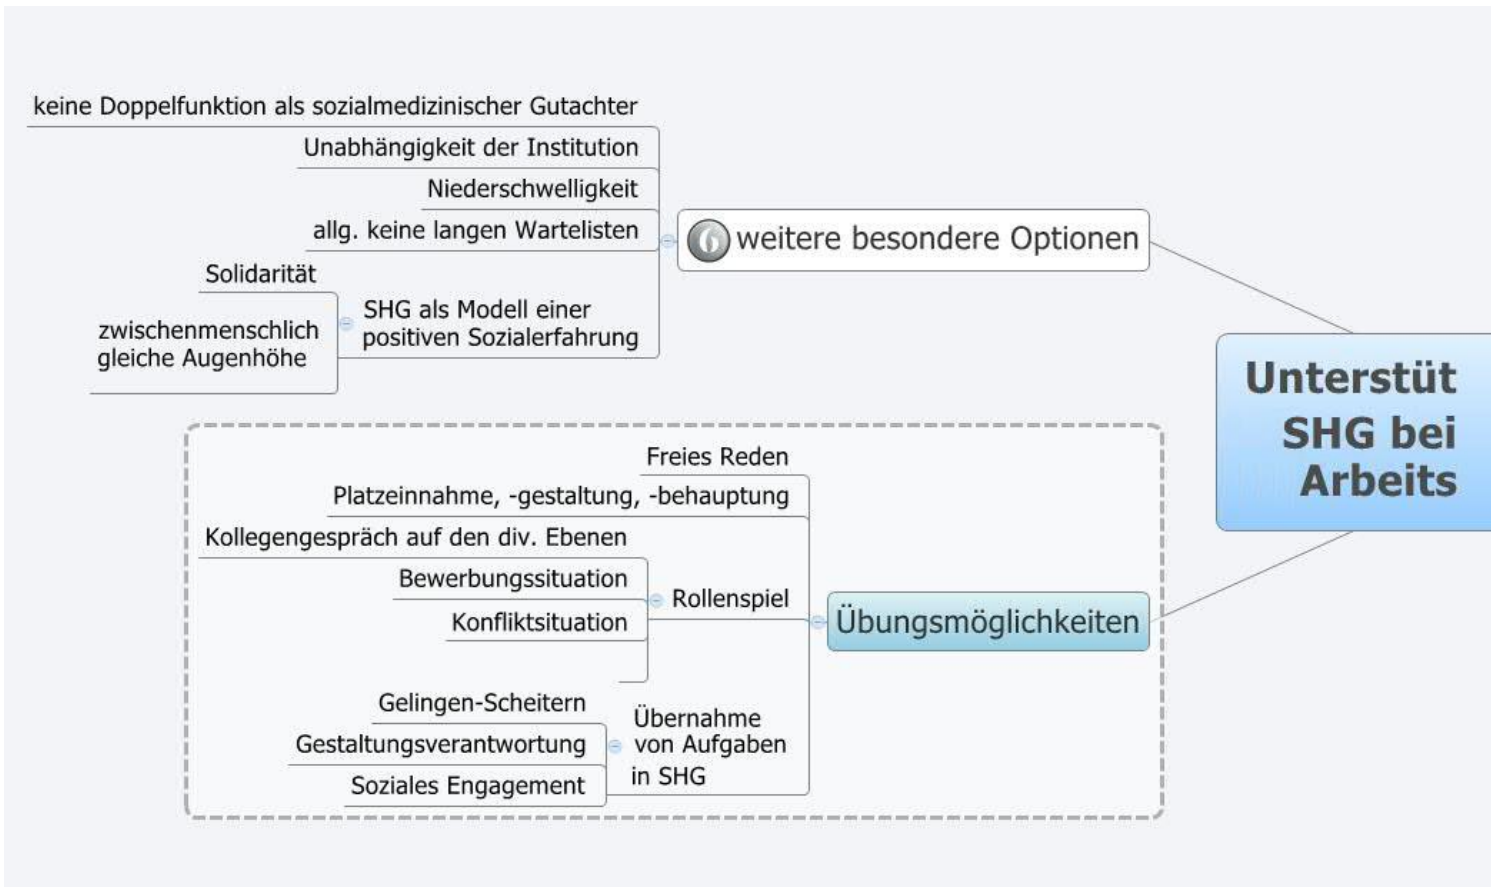 keine Doppelfunktion als sozialmedizinischer Gutachter
Unabhängigkeit der Institution
Niederschwelligkeit
allg. keine langen Wartelisten
Solidarität
zwischenmenschlich
gleiche Augenhöhe
SHG als Modell einer
positiven Sozialerfahrung
6 weitere besondere Optionen
Unterstüt
SHG bei
Arbeits
Freies Reden
Platzeinnahme, -gestaltung, -behauptung
Kollegengespräch auf den div. Ebenen
Bewerbungssituation
Konfliktsituation
Rollenspiel
Übungsmöglichkeiten
Gelingen-Scheitern
Gestaltungsverantwortung
Soziales Engagement
Übernahme
von Aufgaben
in SHG